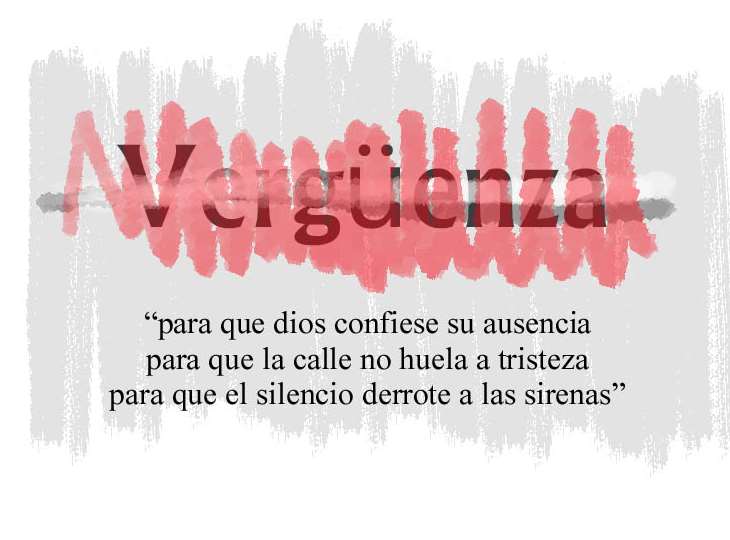 Vergüenza
“para que dios confiese su ausencia
para que la calle no huela a tristeza
para que el silencio derrote a las sirenas”